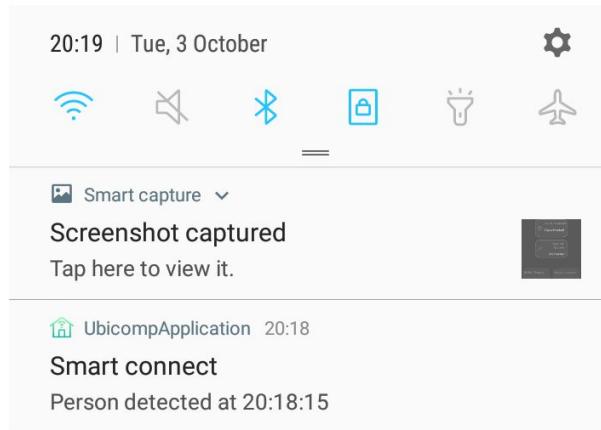 20:19 | Tue, 3 October
Smart capture
Screenshot captured
Tap here to view it.
UbicompApplication 20:18
Smart connect
Person detected at 20:18:15